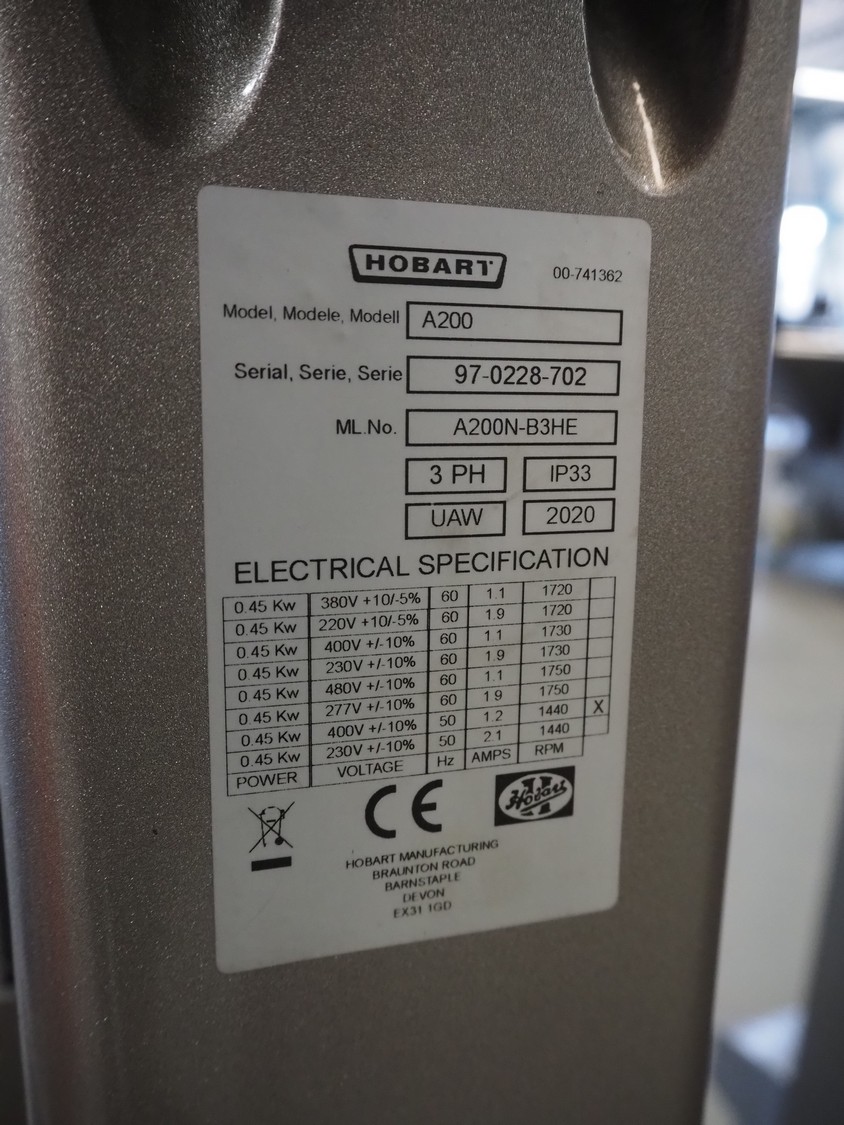 HOBART
00-741362
Model, Modele, Modell A200
Serial, Serie, Serie 97-0228-702
ML.No. A200N-B3HE
3 PH IP33
UAW 2020
ELECTRICAL SPECIFICATION
0.45 Kw 380V +10/-5% 60 1.1 1720
0.45 Kw 220V +10/-5% 60 1.9 1720
0.45 Kw 400V +/-10% 60 1.1 1730
0.45 Kw 230V +/-10% 60 1.9 1730
0.45 Kw 480V +/-10% 60 1.1 1750
0.45 Kw 277V +/-10% 60 1.9 1750
0.45 Kw 400V +/-10% 50 1.2 1440 X
0.45 Kw 230V +/-10% 50 2.1 1440
POWER VOLTAGE Hz AMPS RPM
CE
Hobart
HOBART MANUFACTURING
BRAUNTON ROAD
BARNSTAPLE
DEVON
EX31 1GD